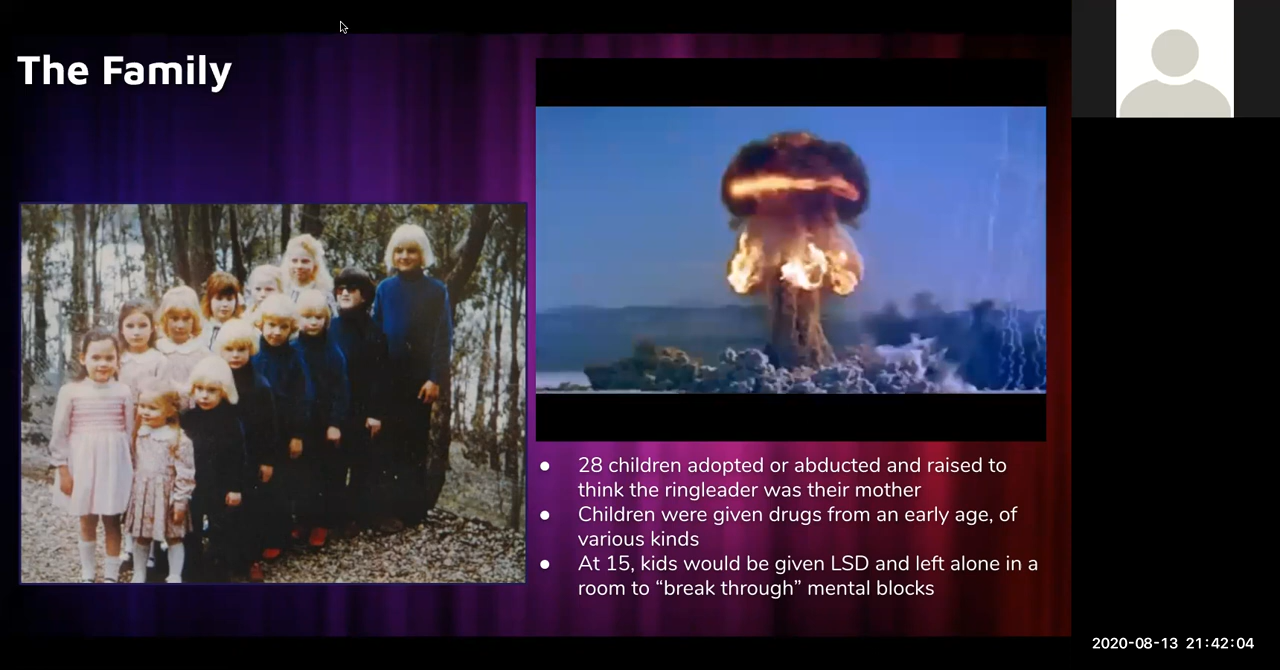 The Family
● 28 children adopted or abducted and raised to
think the ringleader was their mother
● Children were given drugs from an early age, of
various kinds
● At 15, kids would be given LSD and left alone in a
room to “break through” mental blocks
2020-08-13 21:42:04